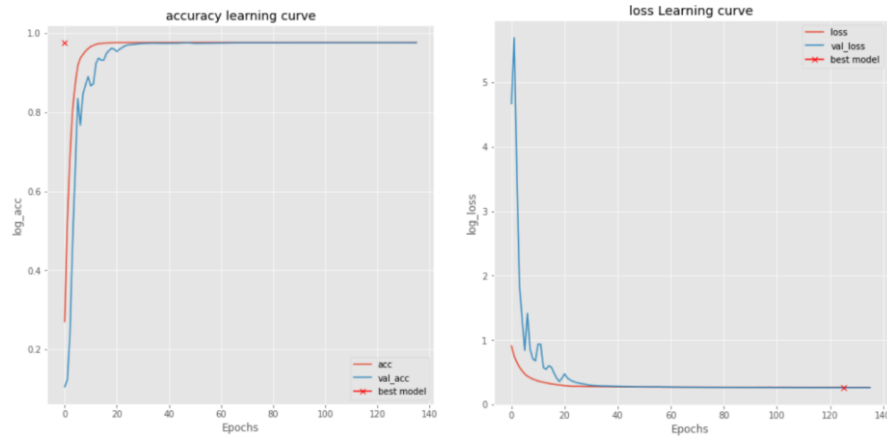 accuracy learning curve
log_acc
1.0
0.8
0.6
0.4
0.2
acc
val_acc
best model
0 20 40 60 80 100 120 140
Epochs
loss Learning curve
log_loss
5
4
3
2
1
0
loss
val_loss
best model
0 20 40 60 80 100 120 140
Epochs